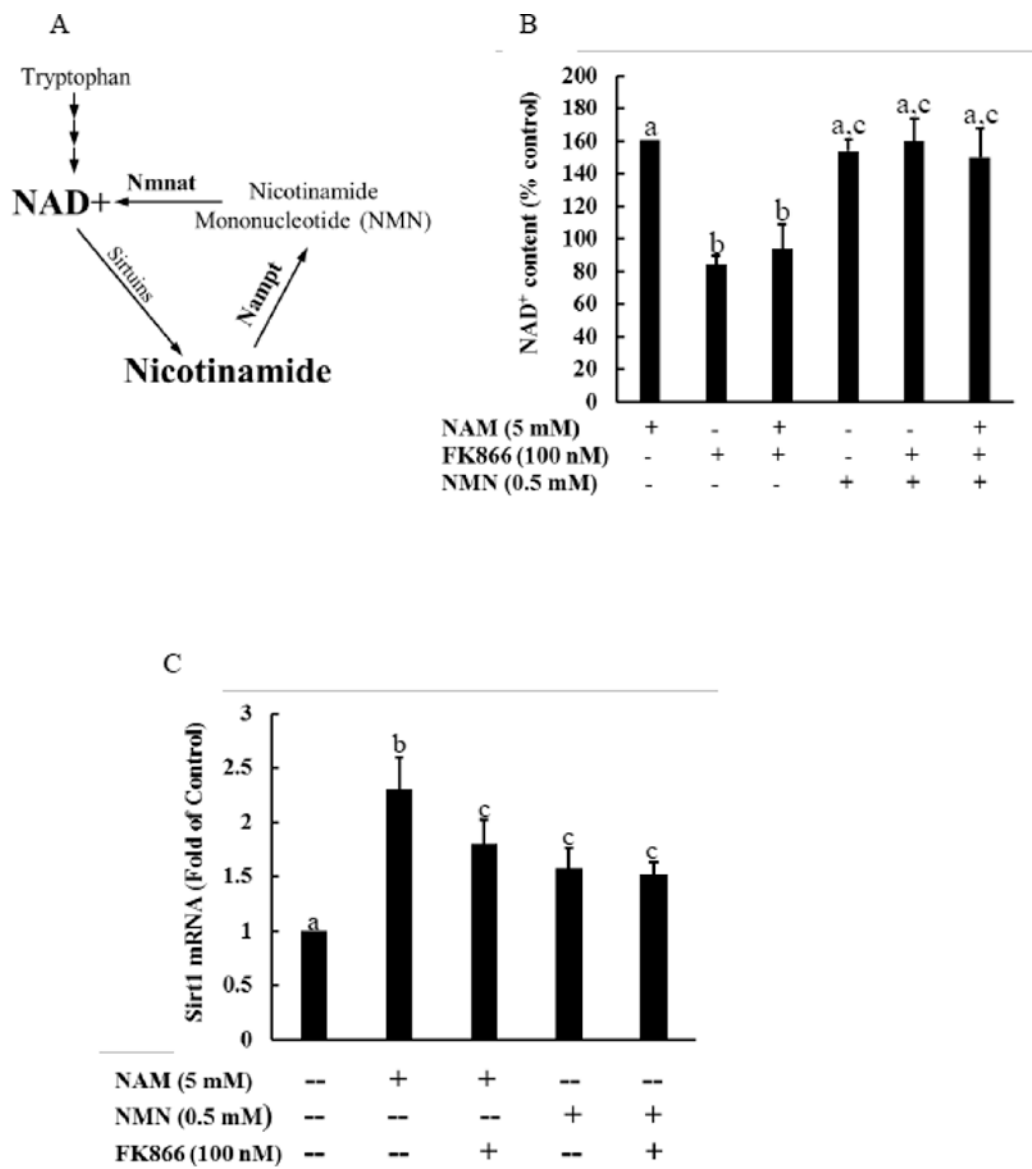 A
Tryptophan
NAD+
Nmnat
Nicotinamide
Mononucleotide (NMN)
Sirtuins
Nampt
Nicotinamide
B
NAD+ content (% control)
200
180
160
140
120
100
80
60
40
20
0
a
b
b
a,c
a,c
a,c
NAM (5 mM) + - + - - +
FK866 (100 nM) - + + - + +
NMN (0.5 mM) - - - + + +
C
Sirt1 mRNA (Fold of Control)
3
2.5
2
1.5
1
0.5
0
a
b
c
c
c
NAM (5 mM) -- + + -- --
NMN (0.5 mM) -- -- -- + +
FK866 (100 nM) -- -- + -- +